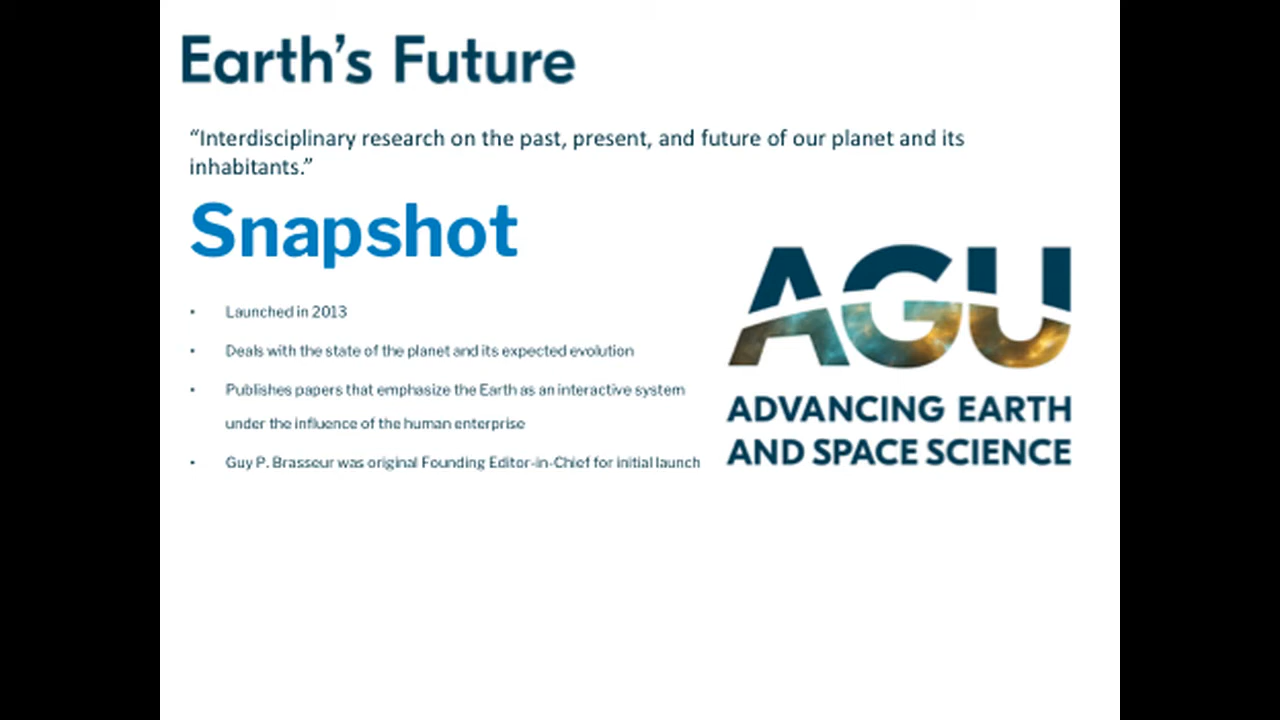 Earth’s Future
“Interdisciplinary research on the past, present, and future of our planet and its
inhabitants.”
Snapshot
• Launched in 2013
• Deals with the state of the planet and its expected evolution
• Publishes papers that emphasize the Earth as an interactive system
under the influence of the human enterprise
• Guy P. Brasseur was original Founding Editor-in-Chief for initial launch
AGU
ADVANCING EARTH
AND SPACE SCIENCE